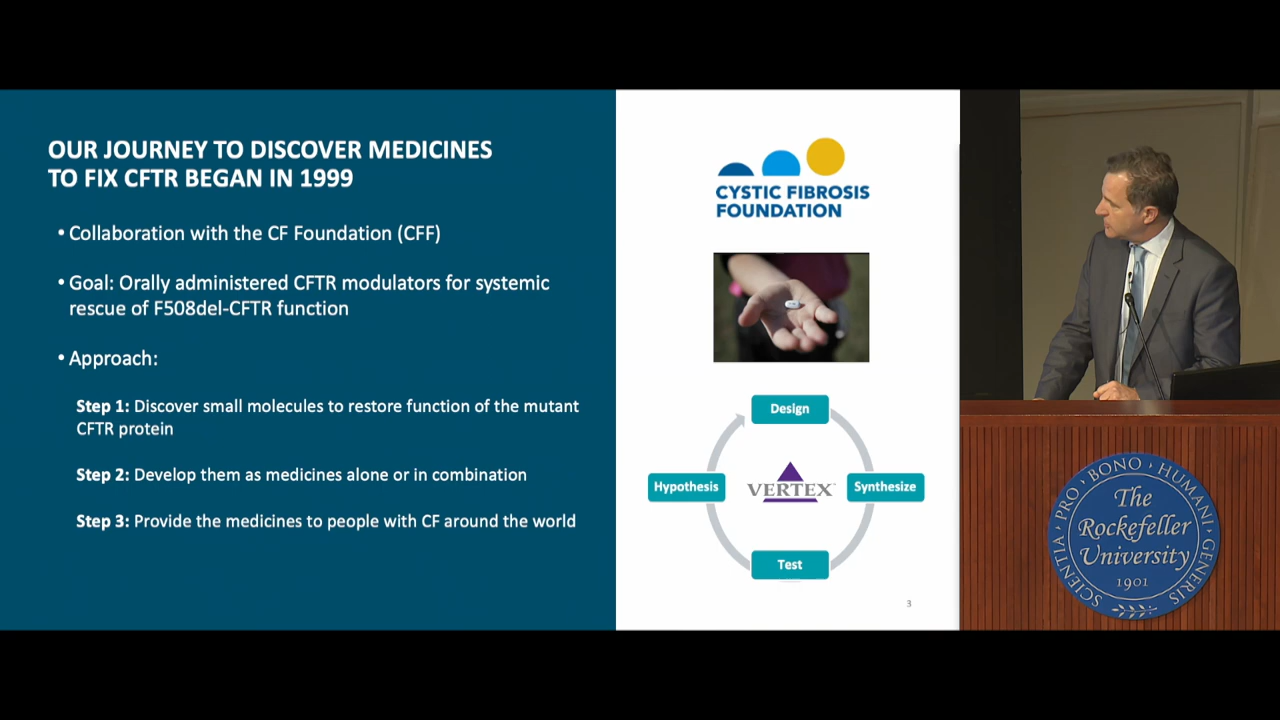 OUR JOURNEY TO DISCOVER MEDICINES
TO FIX CFTR BEGAN IN 1999
• Collaboration with the CF Foundation (CFF)
• Goal: Orally administered CFTR modulators for systemic
rescue of F508del-CFTR function
• Approach:
Step 1: Discover small molecules to restore function of the mutant
CFTR protein
Step 2: Develop them as medicines alone or in combination
Step 3: Provide the medicines to people with CF around the world
CYSTIC FIBROSIS
FOUNDATION
Design
Hypothesis
VERTEX
Synthesize
Test
3
SCIENTIA · PRO · BONO · HUMANI · GENERIS
The
Rockefeller
University
1901